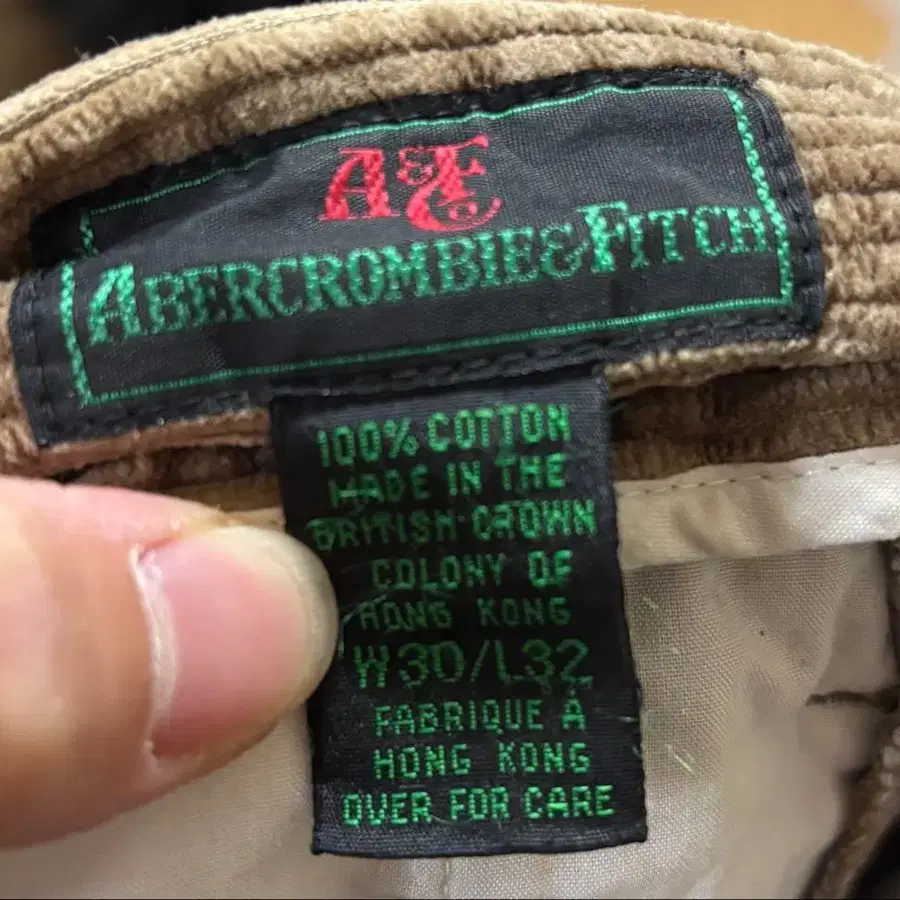 A&F Co
ABERCROMBIE & FITCH
100% COTTON
MADE IN THE
BRITISH CROWN
COLONY OF
HONG KONG
W30/L32
FABRIQUE A
HONG KONG
OVER FOR CARE